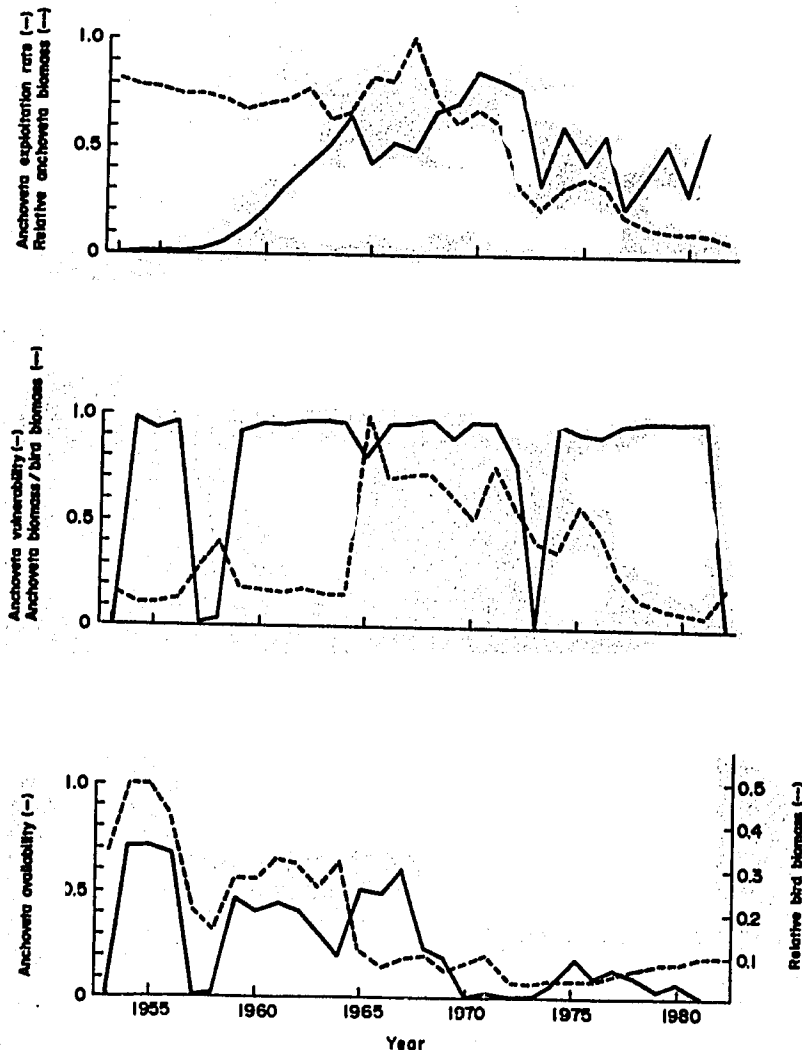 Anchoveta exploitation rate (—)
Relative anchoveta biomass (---)
1.0
0.5
0
Anchoveta vulnerability (—)
Anchoveta biomass / bird biomass (---)
1.0
0.5
0
Anchoveta availability (—)
1.0
0.5
0
0.5
0.4
0.3
0.2
0.1
Relative bird biomass (---)
1955
1960
1965
1970
1975
1980
Year